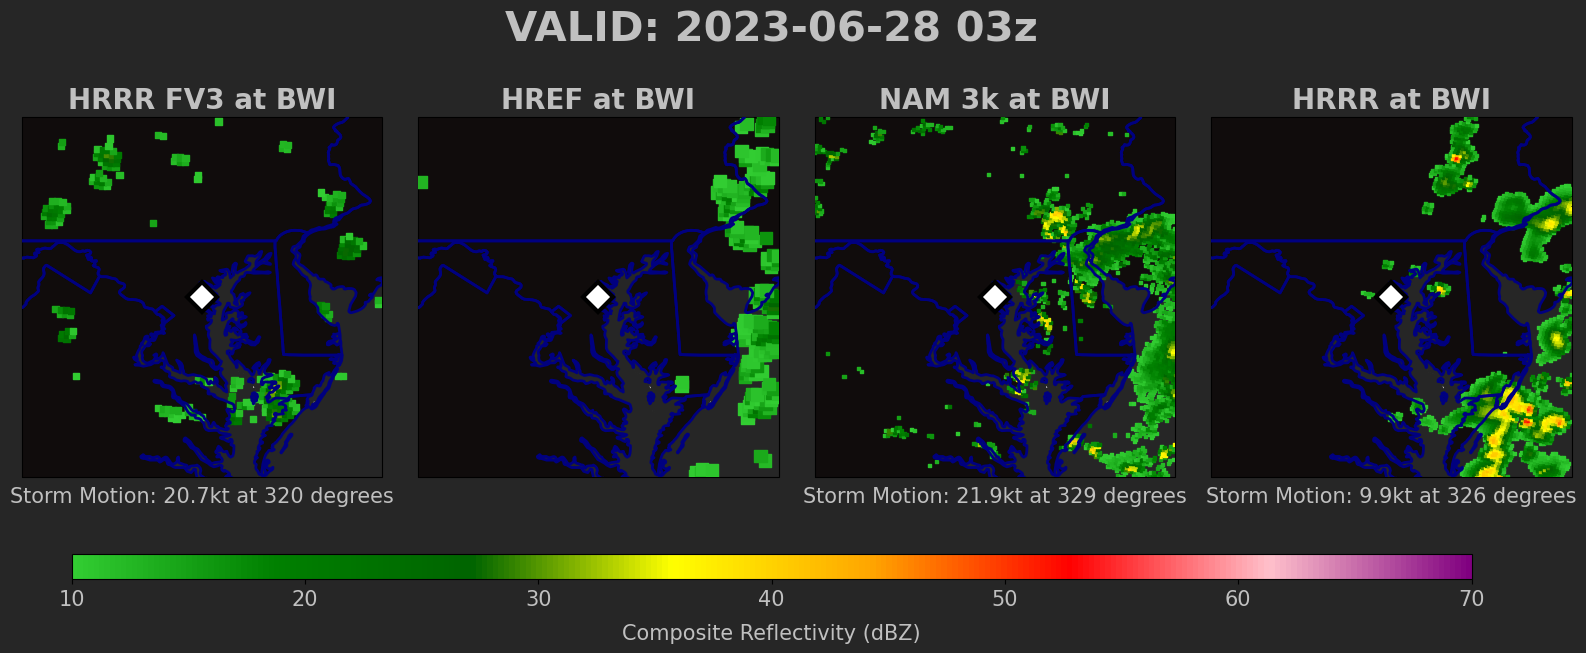 VALID: 2023-06-28 03z
HRRR FV3 at BWI
HREF at BWI
NAM 3k at BWI
HRRR at BWI
Storm Motion: 20.7kt at 320 degrees
Storm Motion: 21.9kt at 329 degrees
Storm Motion: 9.9kt at 326 degrees
10 20 30 40 50 60 70
Composite Reflectivity (dBZ)